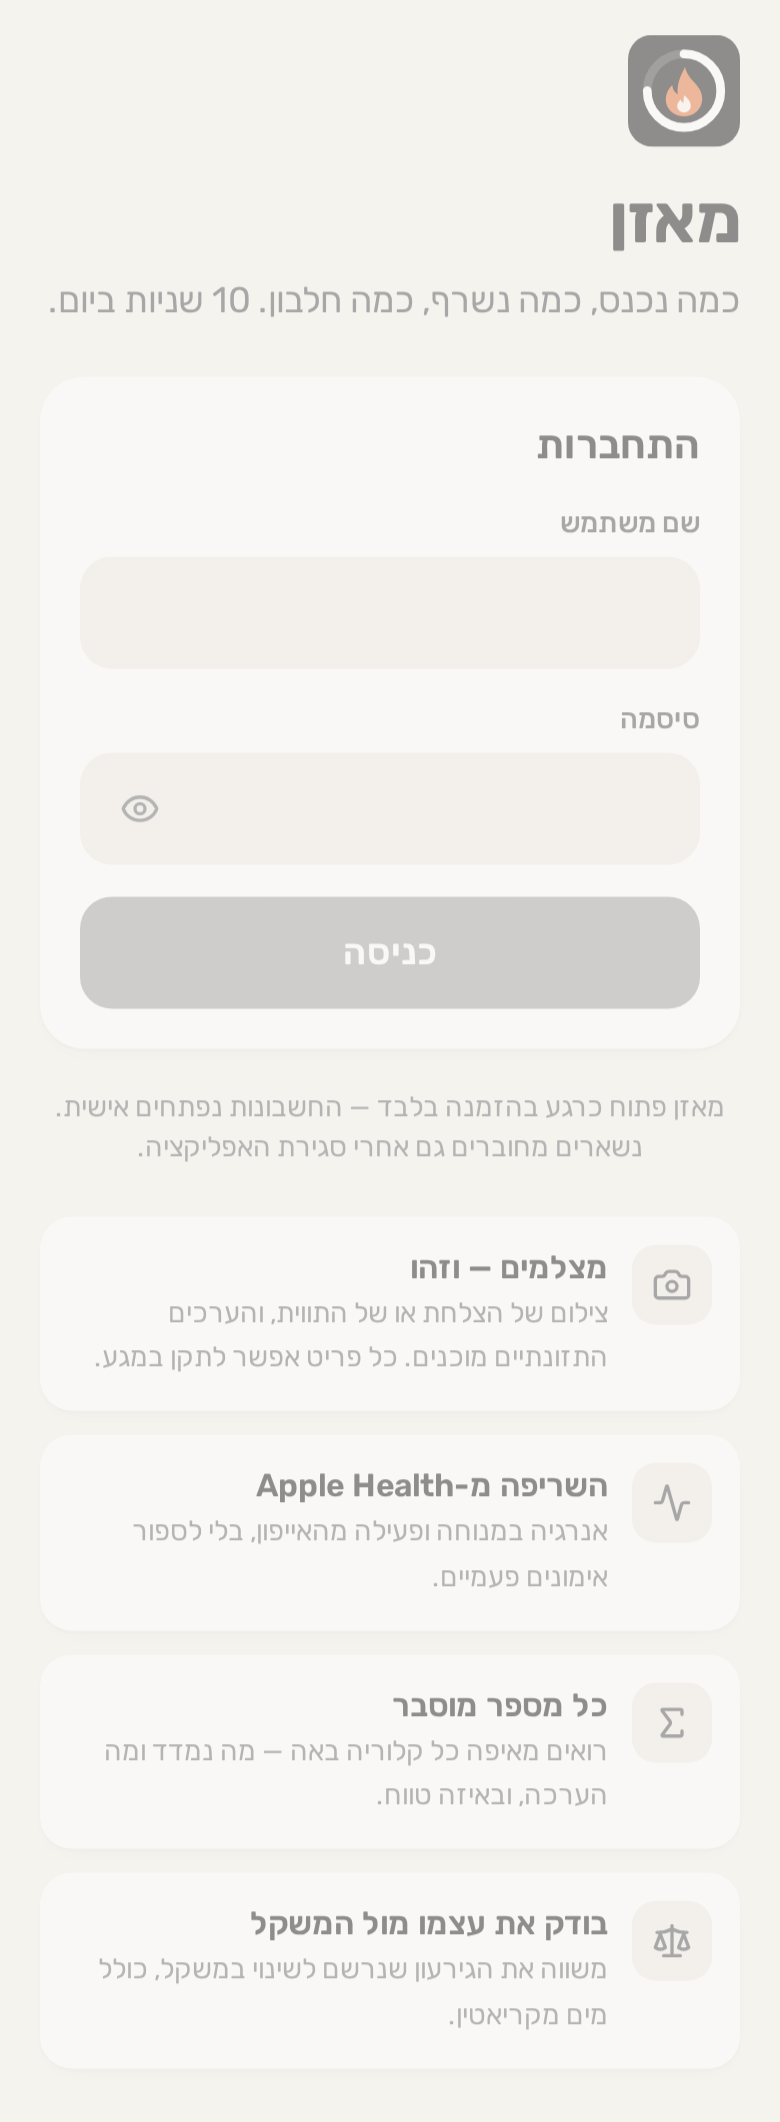 מאזן
כמה נכנס, כמה נשרף, כמה חלבון. 10 שניות ביום.
התחברות
שם משתמש
סיסמה
כניסה
מאזן פתוח כרגע בהזמנה בלבד — החשבונות נפתחים אישית.
נשארים מחוברים גם אחרי סגירת האפליקציה.
מצלמים — וזהו
צילום של הצלחת או של התווית, והערכים
התזונתיים מוכנים. כל פריט אפשר לתקן במגע.
השריפה מ-Apple Health
אנרגיה במנוחה ופעילה מהאייפון, בלי לספור
אימונים פעמיים.
כל מספר מוסבר
רואים מאיפה כל קלוריה באה — מה נמדד ומה
הערכה, ובאיזה טווח.
בודק את עצמו מול המשקל
משווה את הגירעון שנרשם לשינוי במשקל, כולל
מים מקריאטין.